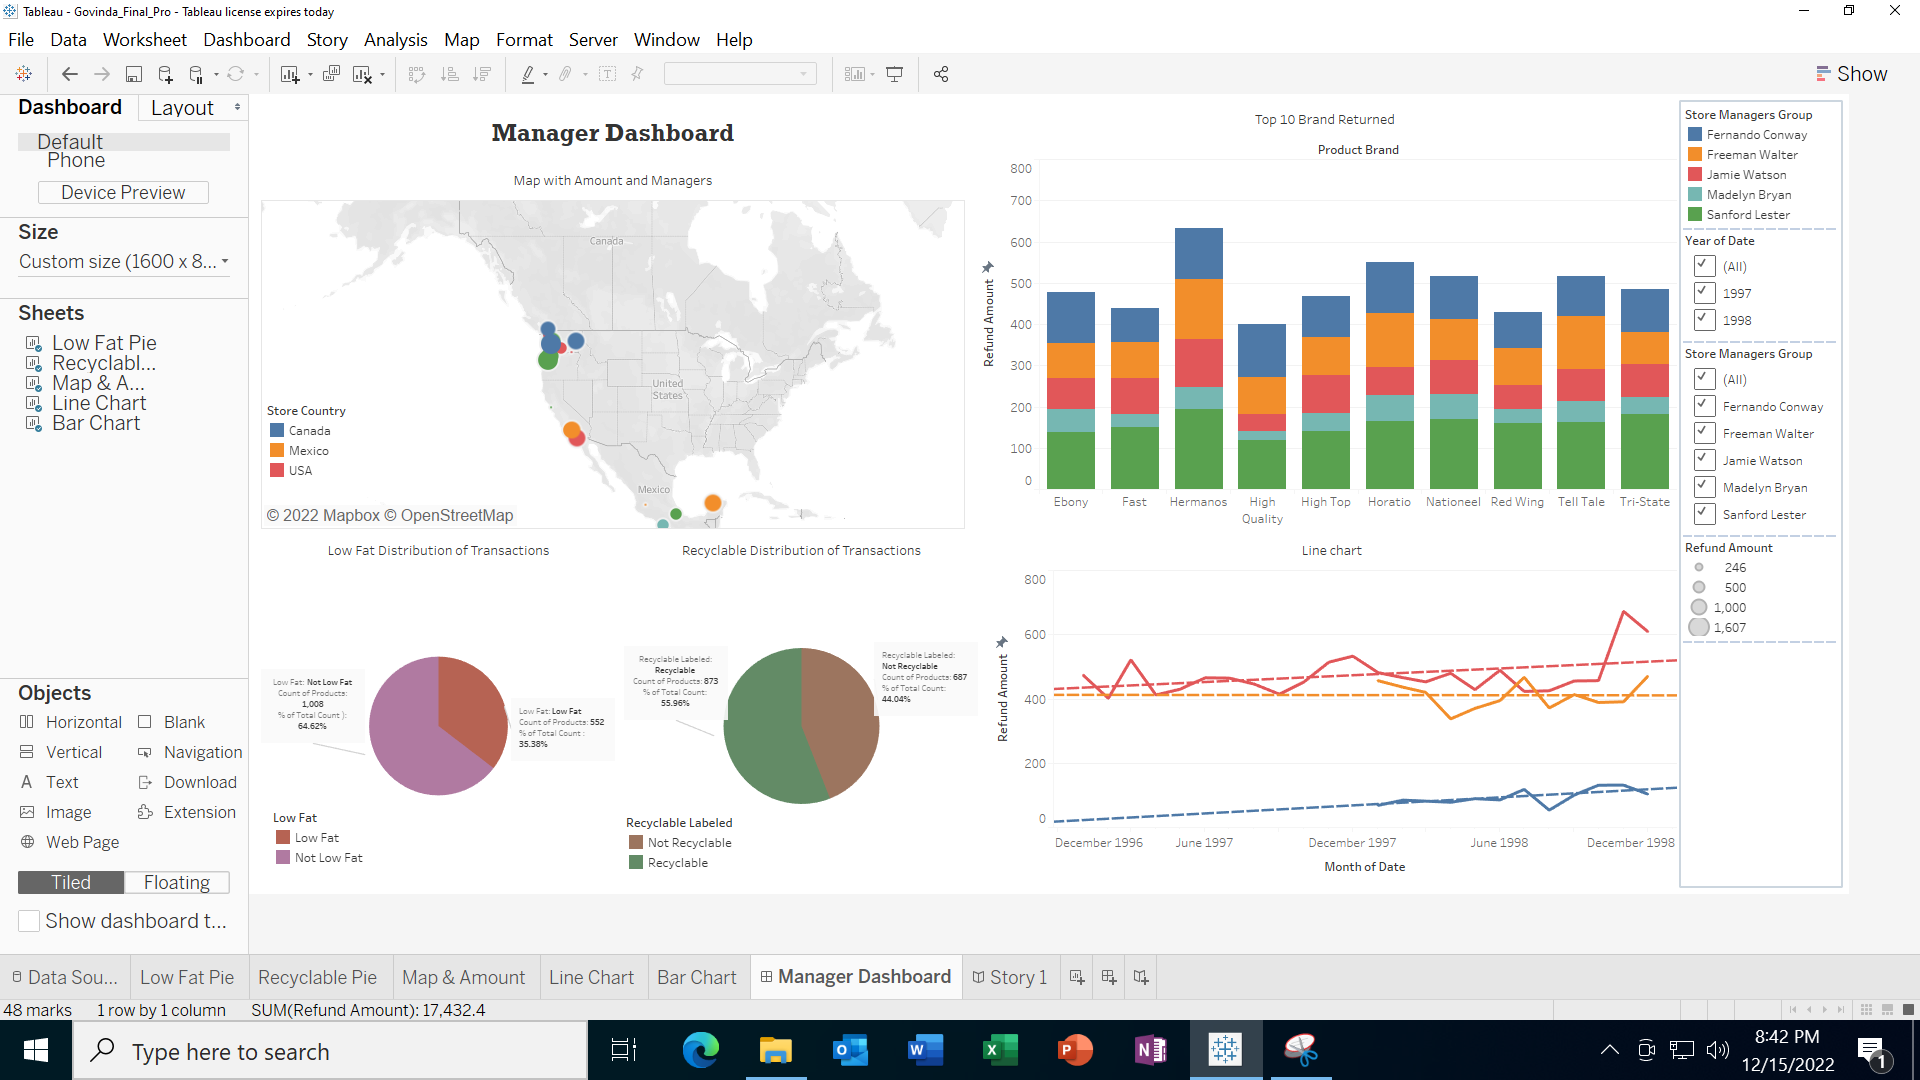 Tableau - Govinda_Final_Pro - Tableau license expires today
File Data Worksheet Dashboard Story Analysis Map Format Server Window Help
Show
Dashboard Layout
Default
Phone
Device Preview
Size
Custom size (1600 x 8...
Sheets
Low Fat Pie
Recyclabl...
Map & A...
Line Chart
Bar Chart
Objects
Horizontal Blank
Vertical Navigation
Text Download
Image Extension
Web Page
Tiled Floating
Show dashboard t...
Manager Dashboard
Map with Amount and Managers
Canada
United
States
Mexico
Store Country
Canada
Mexico
USA
© 2022 Mapbox © OpenStreetMap
Top 10 Brand Returned
Product Brand
Refund Amount
800
700
600
500
400
300
200
100
0
Ebony Fast Hermanos High Quality High Top Horatio Nationeel Red Wing Tell Tale Tri-State
Low Fat Distribution of Transactions
Low Fat: Not Low Fat
Count of Products:
1,008
% of Total Count ):
64.62%
Low Fat: Low Fat
Count of Products: 552
% of Total Count :
35.38%
Low Fat
Low Fat
Not Low Fat
Recyclable Distribution of Transactions
Recyclable Labeled:
Recyclable
Count of Products: 873
% of Total Count:
55.96%
Recyclable Labeled:
Not Recyclable
Count of Products: 687
% of Total Count:
44.04%
Recyclable Labeled
Not Recyclable
Recyclable
Line chart
Refund Amount
800
600
400
200
0
December 1996 June 1997 December 1997 June 1998 December 1998
Month of Date
Store Managers Group
Fernando Conway
Freeman Walter
Jamie Watson
Madelyn Bryan
Sanford Lester
Year of Date
(All)
1997
1998
Store Managers Group
(All)
Fernando Conway
Freeman Walter
Jamie Watson
Madelyn Bryan
Sanford Lester
Refund Amount
246
500
1,000
1,607
Data Sou... Low Fat Pie Recyclable Pie Map & Amount Line Chart Bar Chart Manager Dashboard Story 1
48 marks 1 row by 1 column SUM(Refund Amount): 17,432.4
Type here to search
8:42 PM
12/15/2022
1